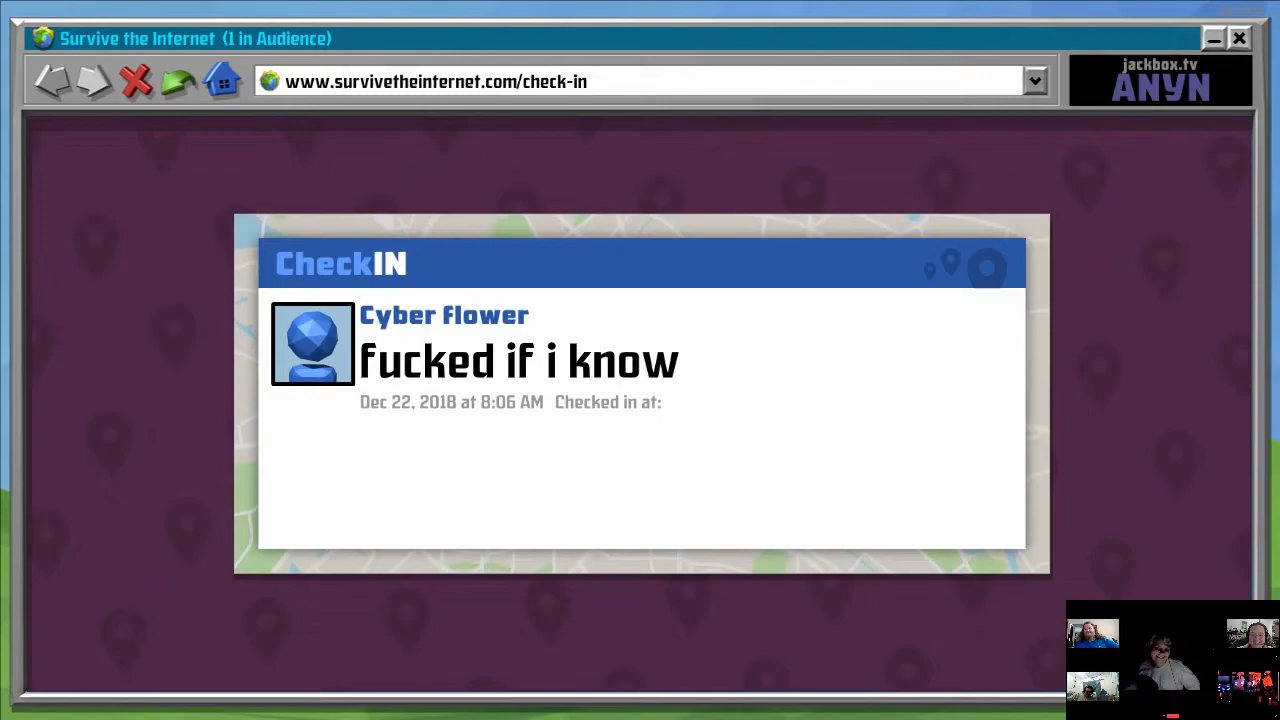 Survive the Internet (1 in Audience)
www.survivetheinternet.com/check-in
jackbox.tv
ANYN
CheckIN
Cyber flower
fucked if i know
Dec 22, 2018 at 8:06 AM Checked in at: